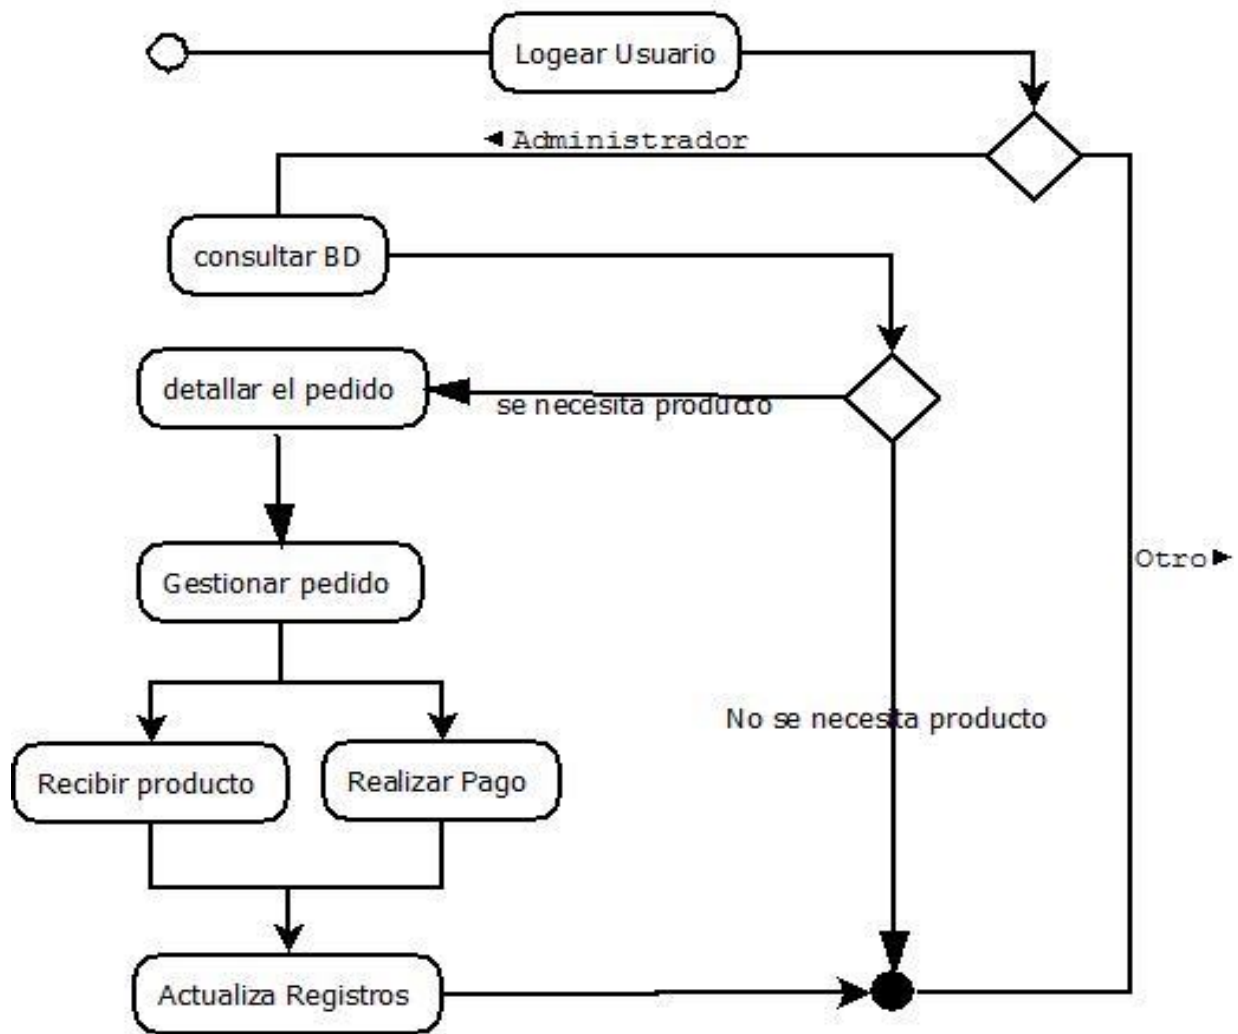 Logear Usuario
Administrador
consultar BD
detallar el pedido
se necesita producto
Otro
Gestionar pedido
No se necesita producto
Recibir producto
Realizar Pago
Actualiza Registros